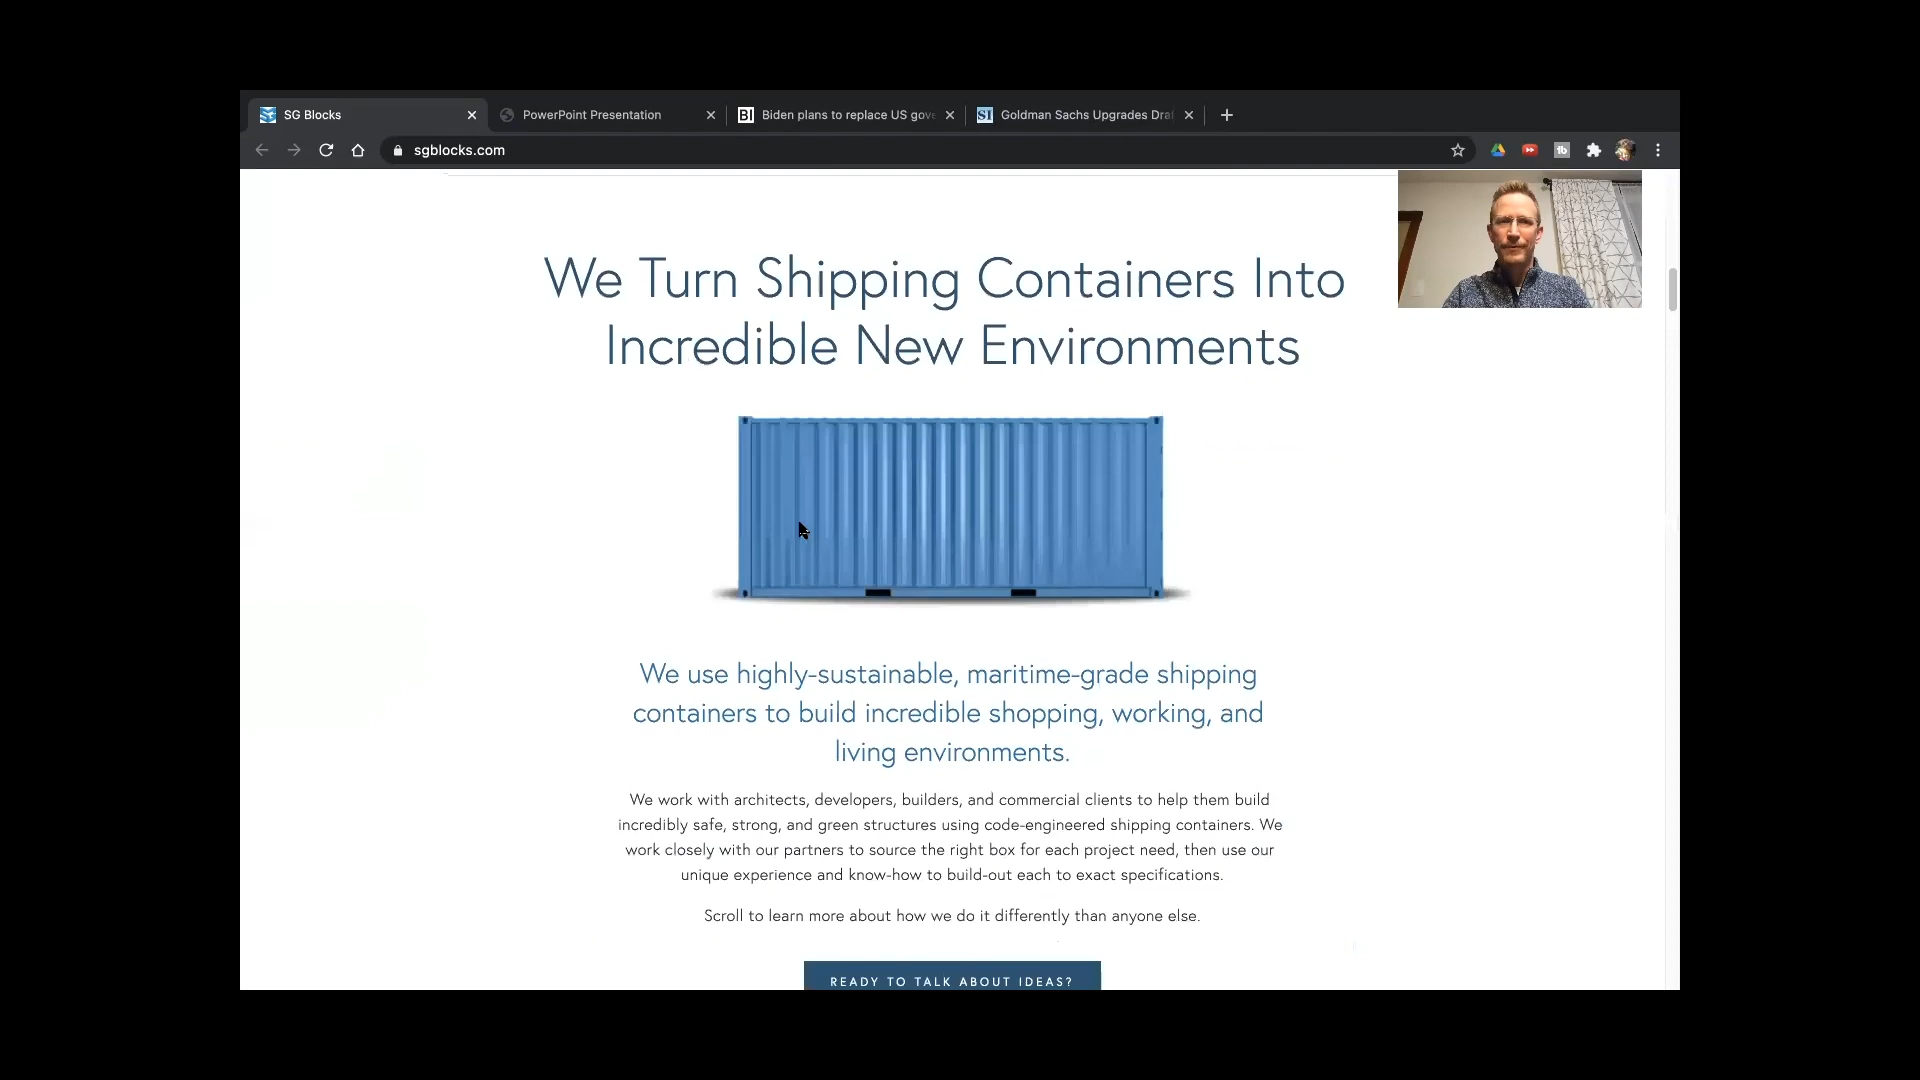 SG Blocks
PowerPoint Presentation
BI
Biden plans to replace US gove
SI
Goldman Sachs Upgrades Draf
sgblocks.com
tb
We Turn Shipping Containers Into
Incredible New Environments
We use highly-sustainable, maritime-grade shipping
containers to build incredible shopping, working, and
living environments.
We work with architects, developers, builders, and commercial clients to help them build
incredibly safe, strong, and green structures using code-engineered shipping containers. We
work closely with our partners to source the right box for each project need, then use our
unique experience and know-how to build-out each to exact specifications.
Scroll to learn more about how we do it differently than anyone else.
READY TO TALK ABOUT IDEAS?